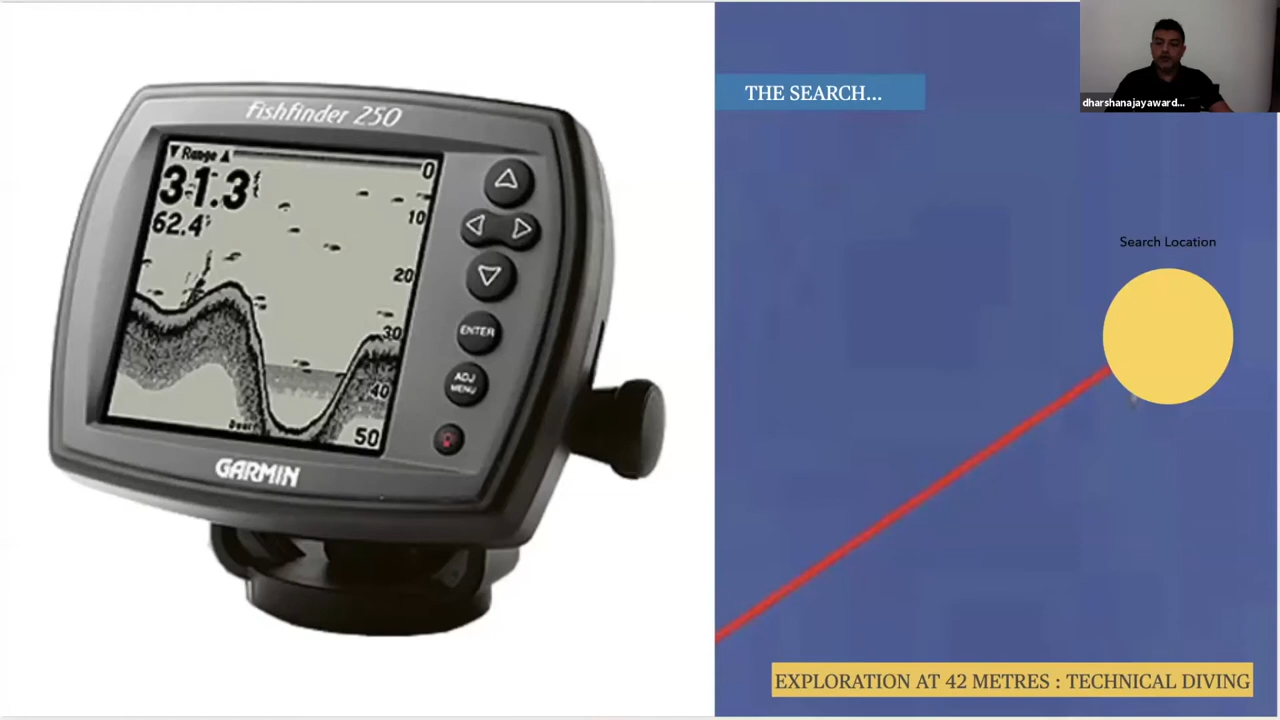 fishfinder 250
▼ Range ▲
31.3
62.4
0
10
20
30
40
50
ENTER
ADJ
MENU
GARMIN
THE SEARCH...
dharshanajayaward...
Search Location
EXPLORATION AT 42 METRES : TECHNICAL DIVING